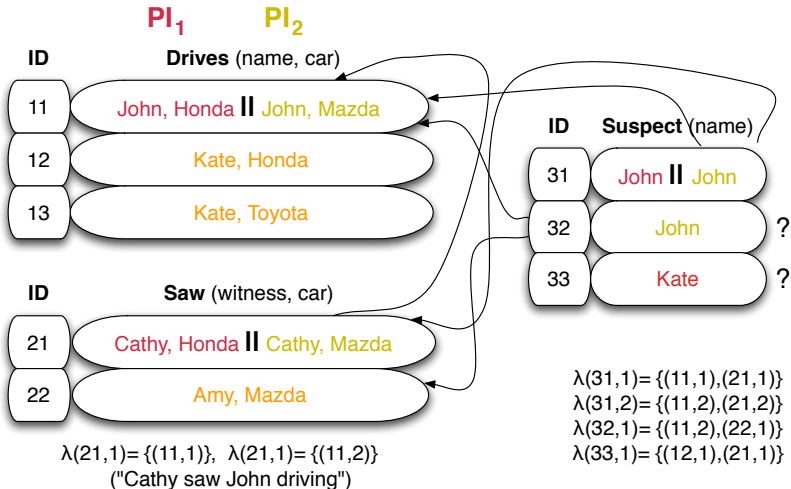 PI1 PI2
ID Drives (name, car)
11 John, Honda || John, Mazda
12 Kate, Honda
13 Kate, Toyota
ID Suspect (name)
31 John || John
32 John ?
33 Kate ?
ID Saw (witness, car)
21 Cathy, Honda || Cathy, Mazda
22 Amy, Mazda
λ(21,1)= {(11,1)}, λ(21,1)= {(11,2)}
("Cathy saw John driving")
λ(31,1)= {(11,1),(21,1)}
λ(31,2)= {(11,2),(21,2)}
λ(32,1)= {(11,2),(22,1)}
λ(33,1)= {(12,1),(21,1)}